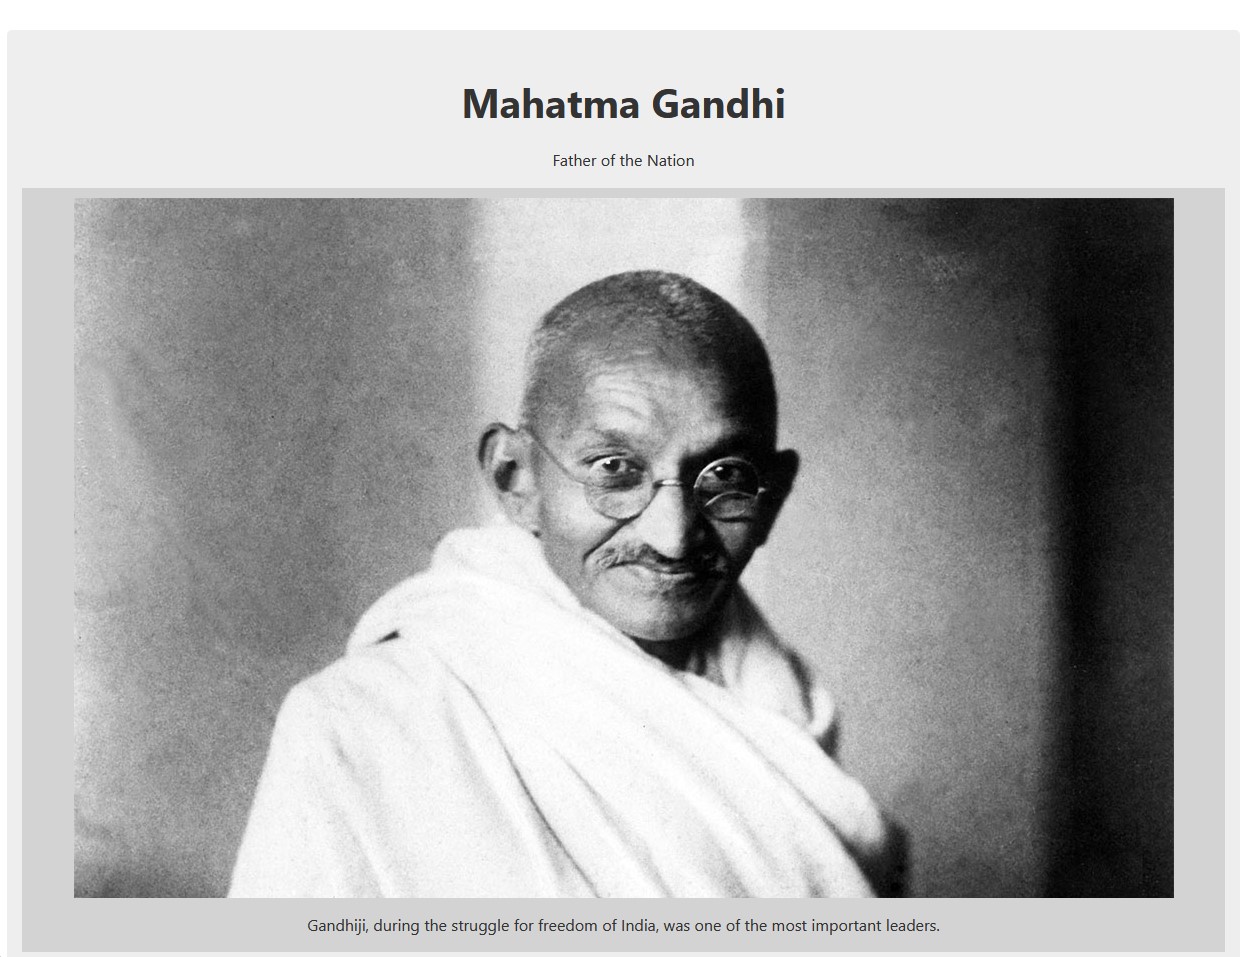 Mahatma Gandhi
Father of the Nation
Gandhiji, during the struggle for freedom of India, was one of the most important leaders.